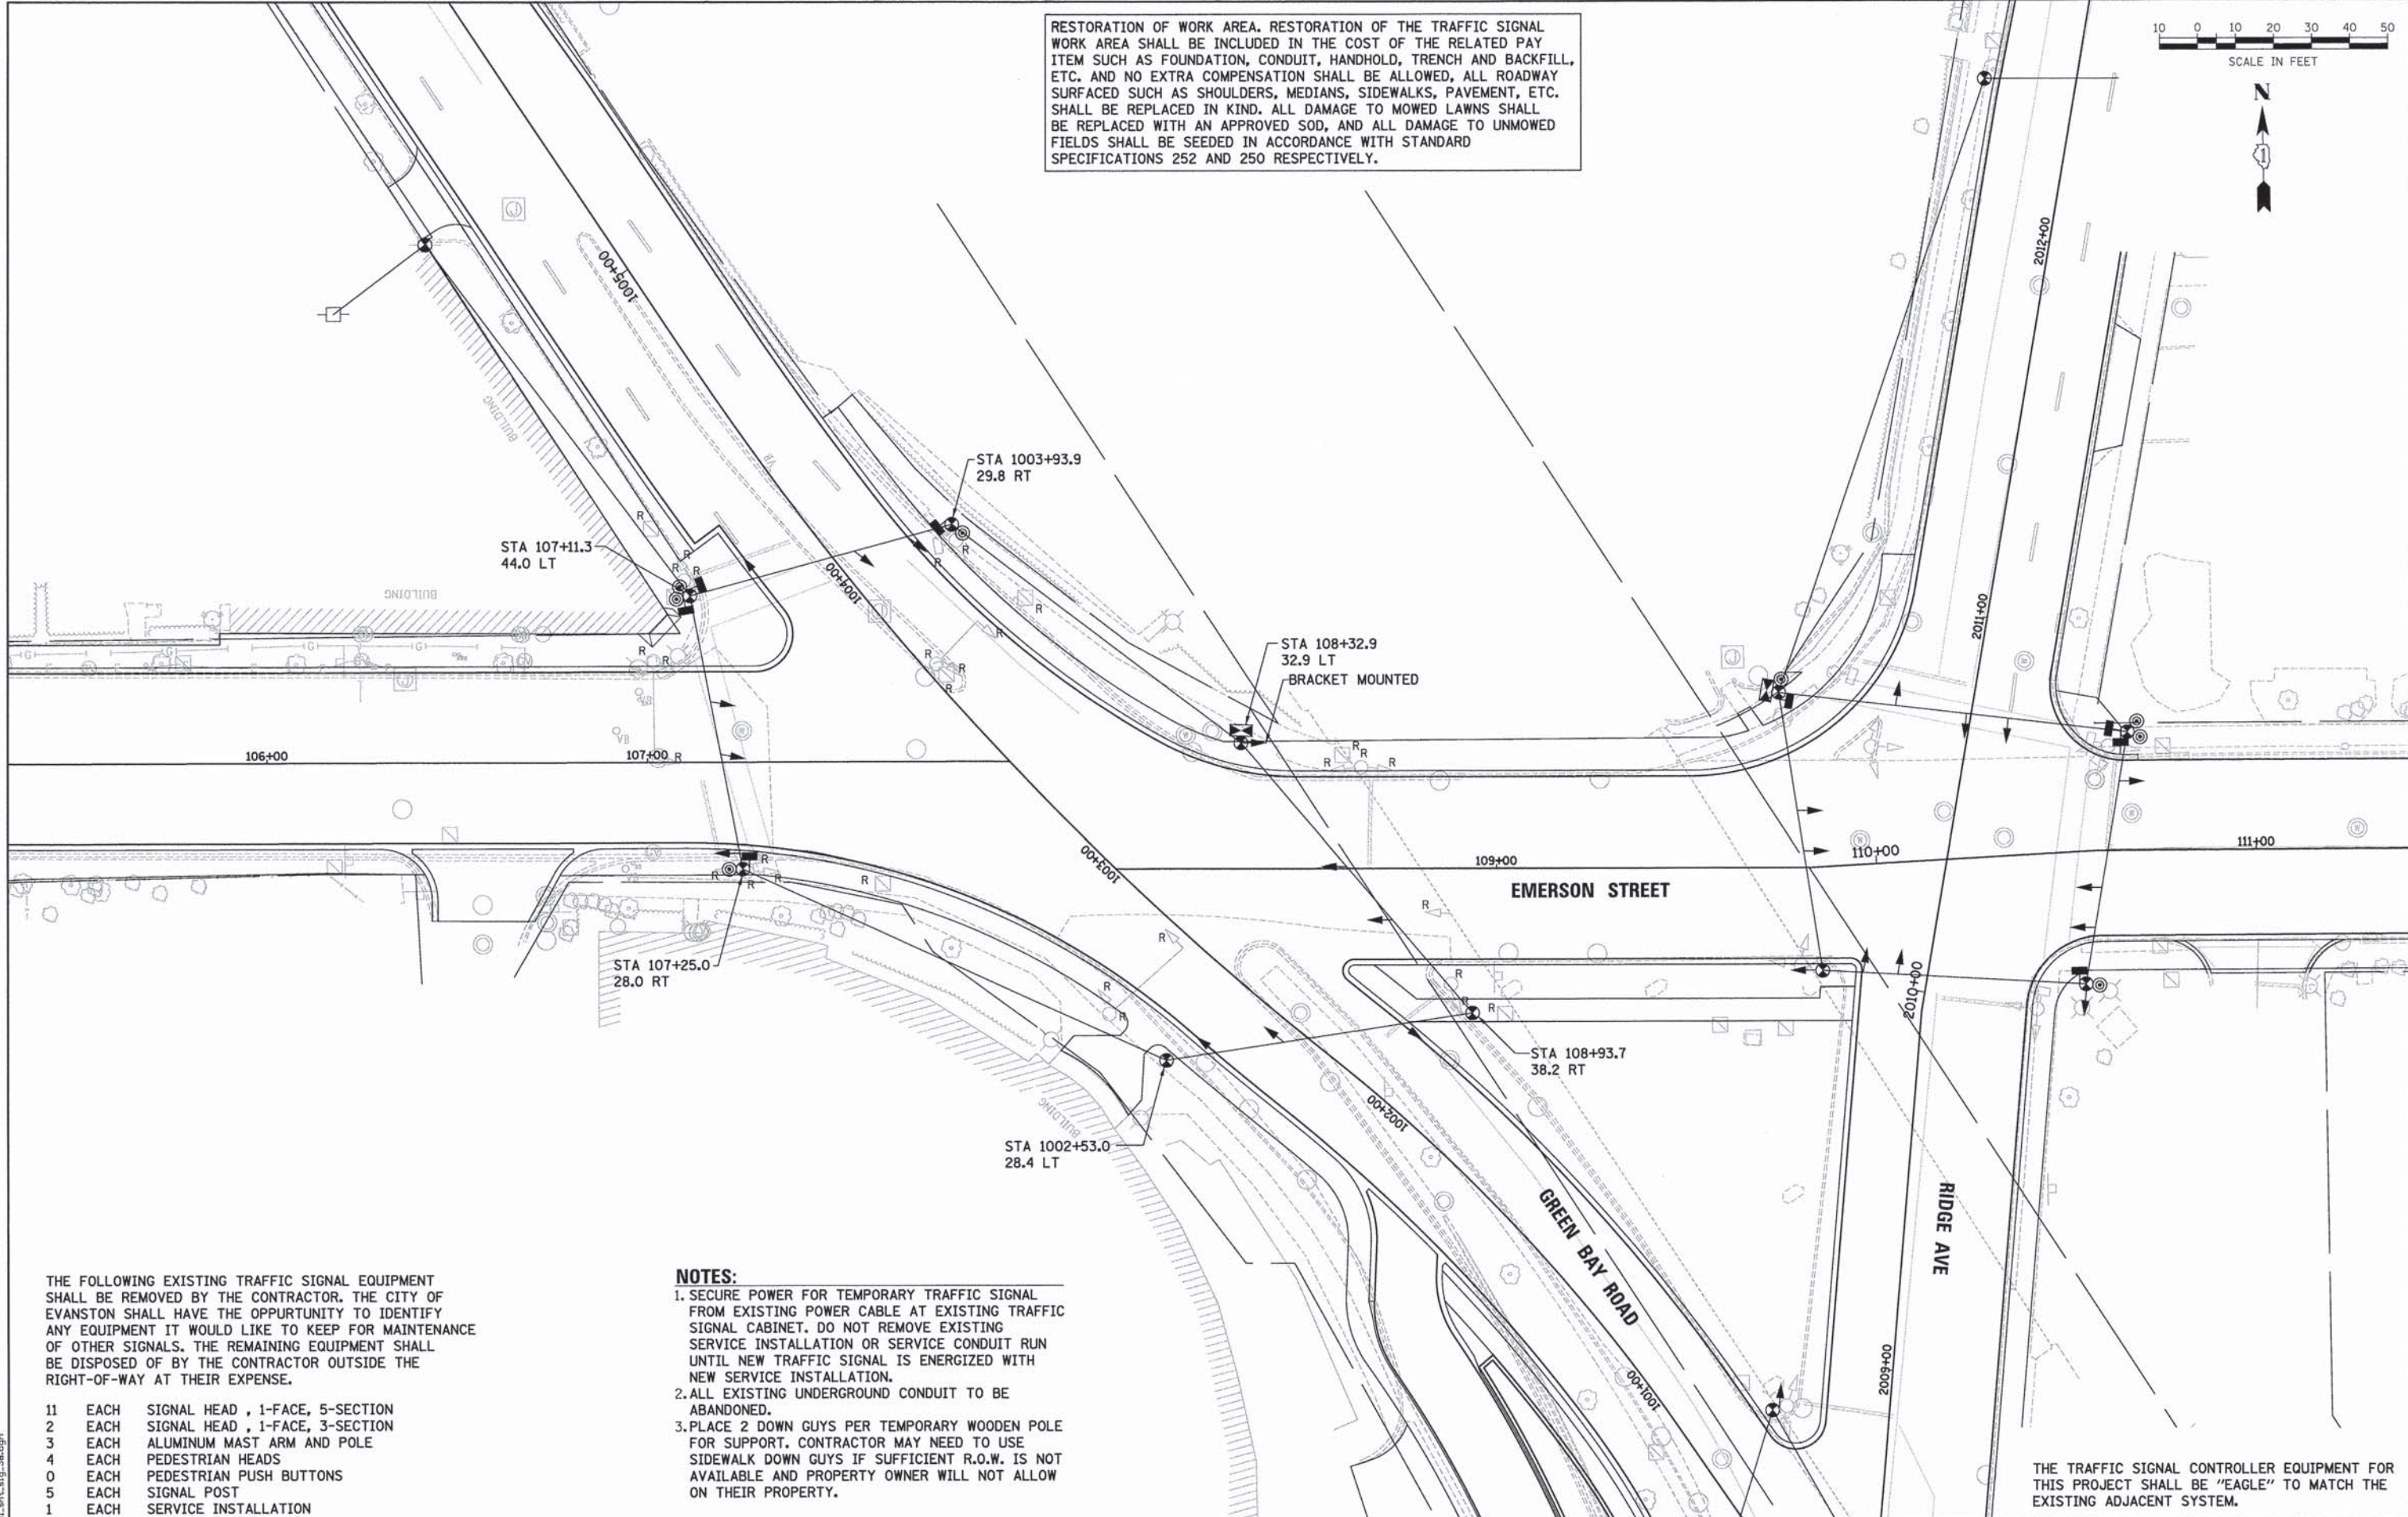 RESTORATION OF WORK AREA. RESTORATION OF THE TRAFFIC SIGNAL
WORK AREA SHALL BE INCLUDED IN THE COST OF THE RELATED PAY
ITEM SUCH AS FOUNDATION, CONDUIT, HANDHOLD, TRENCH AND BACKFILL,
ETC. AND NO EXTRA COMPENSATION SHALL BE ALLOWED, ALL ROADWAY
SURFACED SUCH AS SHOULDERS, MEDIANS, SIDEWALKS, PAVEMENT, ETC.
SHALL BE REPLACED IN KIND. ALL DAMAGE TO MOWED LAWNS SHALL
BE REPLACED WITH AN APPROVED SOD, AND ALL DAMAGE TO UNMOWED
FIELDS SHALL BE SEEDED IN ACCORDANCE WITH STANDARD
SPECIFICATIONS 252 AND 250 RESPECTIVELY.
10 0 10 20 30 40 50
SCALE IN FEET
N
1
2012+00
1005+00
BUILDING
STA 1003+93.9
29.8 RT
STA 107+11.3
44.0 LT
1004+00
BUILDING
2011+00
STA 108+32.9
32.9 LT
BRACKET MOUNTED
106+00
107+00
1003+00
109+00
110+00
111+00
EMERSON STREET
STA 107+25.0
28.0 RT
2010+00
STA 108+93.7
38.2 RT
BUILDING
1002+00
STA 1002+53.0
28.4 LT
GREEN BAY ROAD
RIDGE AVE
2009+00
1001+00
THE FOLLOWING EXISTING TRAFFIC SIGNAL EQUIPMENT
SHALL BE REMOVED BY THE CONTRACTOR. THE CITY OF
EVANSTON SHALL HAVE THE OPPURTUNITY TO IDENTIFY
ANY EQUIPMENT IT WOULD LIKE TO KEEP FOR MAINTENANCE
OF OTHER SIGNALS. THE REMAINING EQUIPMENT SHALL
BE DISPOSED OF BY THE CONTRACTOR OUTSIDE THE
RIGHT-OF-WAY AT THEIR EXPENSE.
11 EACH SIGNAL HEAD , 1-FACE, 5-SECTION
2 EACH SIGNAL HEAD , 1-FACE, 3-SECTION
3 EACH ALUMINUM MAST ARM AND POLE
4 EACH PEDESTRIAN HEADS
0 EACH PEDESTRIAN PUSH BUTTONS
5 EACH SIGNAL POST
1 EACH SERVICE INSTALLATION
NOTES:
1. SECURE POWER FOR TEMPORARY TRAFFIC SIGNAL
FROM EXISTING POWER CABLE AT EXISTING TRAFFIC
SIGNAL CABINET. DO NOT REMOVE EXISTING
SERVICE INSTALLATION OR SERVICE CONDUIT RUN
UNTIL NEW TRAFFIC SIGNAL IS ENERGIZED WITH
NEW SERVICE INSTALLATION.
2. ALL EXISTING UNDERGROUND CONDUIT TO BE
ABANDONED.
3. PLACE 2 DOWN GUYS PER TEMPORARY WOODEN POLE
FOR SUPPORT. CONTRACTOR MAY NEED TO USE
SIDEWALK DOWN GUYS IF SUFFICIENT R.O.W. IS NOT
AVAILABLE AND PROPERTY OWNER WILL NOT ALLOW
ON THEIR PROPERTY.
THE TRAFFIC SIGNAL CONTROLLER EQUIPMENT FOR
THIS PROJECT SHALL BE "EAGLE" TO MATCH THE
EXISTING ADJACENT SYSTEM.